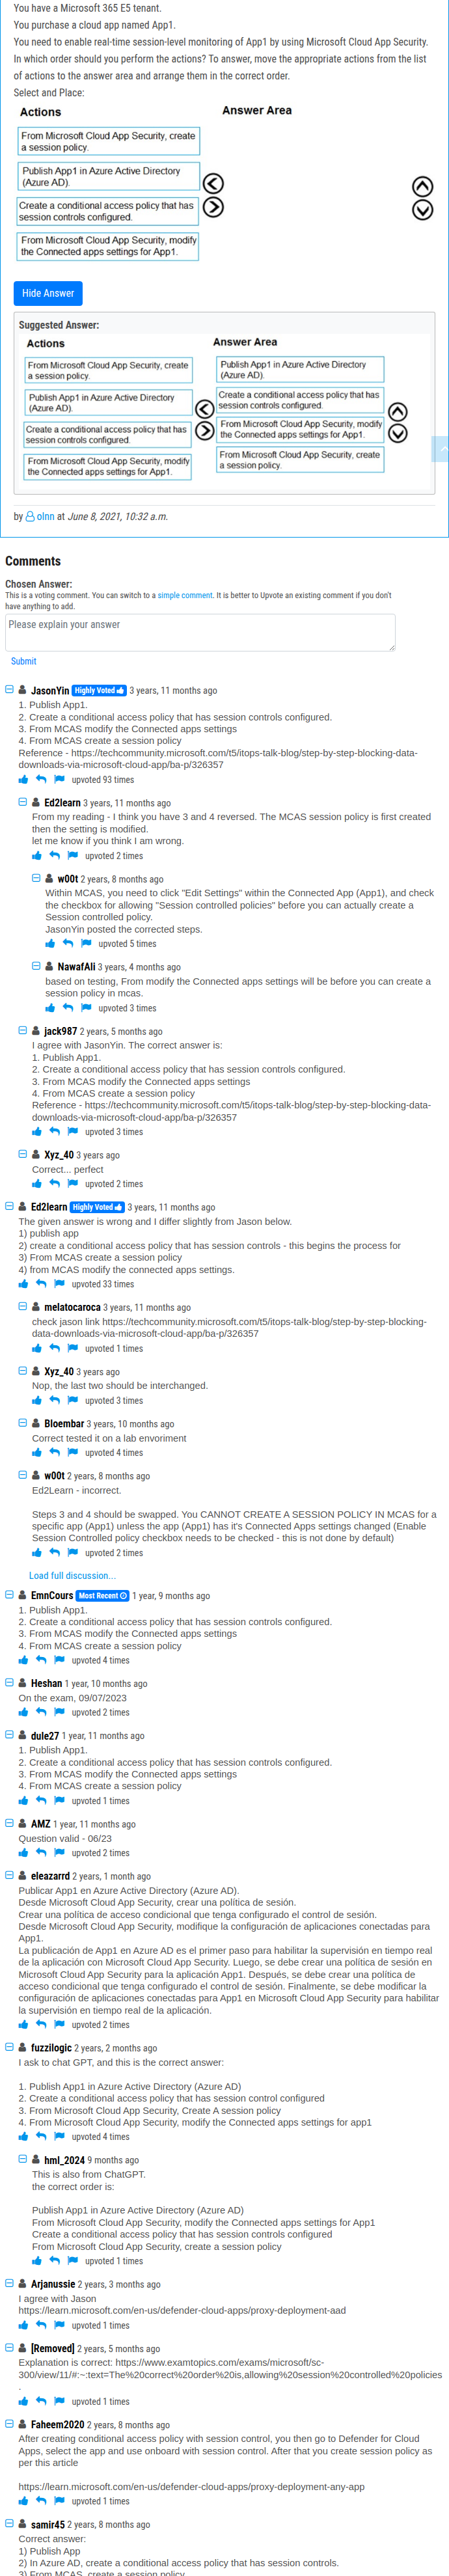 You have a Microsoft 365 E5 tenant.
You purchase a cloud app named App1.
You need to enable real-time session-level monitoring of App1 by using Microsoft Cloud App Security.
In which order should you perform the actions? To answer, move the appropriate actions from the list
of actions to the answer area and arrange them in the correct order.
Select and Place:
Actions
Answer Area
From Microsoft Cloud App Security, create
a session policy.
Publish App1 in Azure Active Directory
(Azure AD).
Create a conditional access policy that has
session controls configured.
From Microsoft Cloud App Security, modify
the Connected apps settings for App1.
Hide Answer
Suggested Answer:
Actions
Answer Area
From Microsoft Cloud App Security, create
a session policy.
Publish App1 in Azure Active Directory
(Azure AD).
Create a conditional access policy that has
session controls configured.
From Microsoft Cloud App Security, modify
the Connected apps settings for App1.
Publish App1 in Azure Active Directory
(Azure AD).
Create a conditional access policy that has
session controls configured.
From Microsoft Cloud App Security, modify
the Connected apps settings for App1.
From Microsoft Cloud App Security, create
a session policy.
by olnn at June 8, 2021, 10:32 a.m.
Comments
Chosen Answer:
This is a voting comment. You can switch to a simple comment. It is better to Upvote an existing comment if you don't
have anything to add.
Please explain your answer
Submit
JasonYin Highly Voted 3 years, 11 months ago
1. Publish App1.
2. Create a conditional access policy that has session controls configured.
3. From MCAS modify the Connected apps settings
4. From MCAS create a session policy
Reference - https://techcommunity.microsoft.com/t5/itops-talk-blog/step-by-step-blocking-data-
downloads-via-microsoft-cloud-app/ba-p/326357
upvoted 93 times
Ed2learn 3 years, 11 months ago
From my reading - I think you have 3 and 4 reversed. The MCAS session policy is first created
then the setting is modified.
let me know if you think I am wrong.
upvoted 2 times
w00t 2 years, 8 months ago
Within MCAS, you need to click "Edit Settings" within the Connected App (App1), and check
the checkbox for allowing "Session controlled policies" before you can actually create a
Session controlled policy.
JasonYin posted the corrected steps.
upvoted 5 times
NawafAli 3 years, 4 months ago
based on testing, From modify the Connected apps settings will be before you can create a
session policy in mcas.
upvoted 3 times
jack987 2 years, 5 months ago
I agree with JasonYin. The correct answer is:
1. Publish App1.
2. Create a conditional access policy that has session controls configured.
3. From MCAS modify the Connected apps settings
4. From MCAS create a session policy
Reference - https://techcommunity.microsoft.com/t5/itops-talk-blog/step-by-step-blocking-data-
downloads-via-microsoft-cloud-app/ba-p/326357
upvoted 3 times
Xyz_40 3 years ago
Correct... perfect
upvoted 2 times
Ed2learn Highly Voted 3 years, 11 months ago
The given answer is wrong and I differ slightly from Jason below.
1) publish app
2) create a conditional access policy that has session controls - this begins the process for
3) From MCAS create a session policy
4) from MCAS modify the connected apps settings.
upvoted 33 times
melatocaroca 3 years, 11 months ago
check jason link https://techcommunity.microsoft.com/t5/itops-talk-blog/step-by-step-blocking-
data-downloads-via-microsoft-cloud-app/ba-p/326357
upvoted 1 times
Xyz_40 3 years ago
Nop, the last two should be interchanged.
upvoted 3 times
Bloembar 3 years, 10 months ago
Correct tested it on a lab envoriment
upvoted 4 times
w00t 2 years, 8 months ago
Ed2Learn - incorrect.
Steps 3 and 4 should be swapped. You CANNOT CREATE A SESSION POLICY IN MCAS for a
specific app (App1) unless the app (App1) has it's Connected Apps settings changed (Enable
Session Controlled policy checkbox needs to be checked - this is not done by default)
upvoted 2 times
Load full discussion...
EmnCours Most Recent 1 year, 9 months ago
1. Publish App1.
2. Create a conditional access policy that has session controls configured.
3. From MCAS modify the Connected apps settings
4. From MCAS create a session policy
upvoted 4 times
Heshan 1 year, 10 months ago
On the exam, 09/07/2023
upvoted 2 times
dule27 1 year, 11 months ago
1. Publish App1.
2. Create a conditional access policy that has session controls configured.
3. From MCAS modify the Connected apps settings
4. From MCAS create a session policy
upvoted 1 times
AMZ 1 year, 11 months ago
Question valid - 06/23
upvoted 2 times
eleazarrd 2 years, 1 month ago
Publicar App1 en Azure Active Directory (Azure AD).
Desde Microsoft Cloud App Security, crear una política de sesión.
Crear una política de acceso condicional que tenga configurado el control de sesión.
Desde Microsoft Cloud App Security, modifique la configuración de aplicaciones conectadas para
App1.
La publicación de App1 en Azure AD es el primer paso para habilitar la supervisión en tiempo real
de la aplicación con Microsoft Cloud App Security. Luego, se debe crear una política de sesión en
Microsoft Cloud App Security para la aplicación App1. Después, se debe crear una política de
acceso condicional que tenga configurado el control de sesión. Finalmente, se debe modificar la
configuración de aplicaciones conectadas para App1 en Microsoft Cloud App Security para habilitar
la supervisión en tiempo real de la aplicación.
upvoted 2 times
fuzzilogic 2 years, 2 months ago
I ask to chat GPT, and this is the correct answer:
1. Publish App1 in Azure Active Directory (Azure AD)
2. Create a conditional access policy that has session control configured
3. From Microsoft Cloud App Security, Create A session policy
4. From Microsoft Cloud App Security, modify the Connected apps settings for app1
upvoted 4 times
hml_2024 9 months ago
This is also from ChatGPT.
the correct order is:
Publish App1 in Azure Active Directory (Azure AD)
From Microsoft Cloud App Security, modify the Connected apps settings for App1
Create a conditional access policy that has session controls configured
From Microsoft Cloud App Security, create a session policy
upvoted 1 times
Arjanussie 2 years, 3 months ago
I agree with Jason
https://learn.microsoft.com/en-us/defender-cloud-apps/proxy-deployment-aad
upvoted 1 times
[Removed] 2 years, 5 months ago
Explanation is correct: https://www.examtopics.com/exams/microsoft/sc-
300/view/11/#:~:text=The%20correct%20order%20is,allowing%20session%20controlled%20policies
.
upvoted 1 times
Faheem2020 2 years, 8 months ago
After creating conditional access policy with session control, you then go to Defender for Cloud
Apps, select the app and use onboard with session control. After that you create session policy as
per this article
https://learn.microsoft.com/en-us/defender-cloud-apps/proxy-deployment-any-app
upvoted 1 times
samir45 2 years, 8 months ago
Correct answer:
1) Publish App
2) In Azure AD, create a conditional access policy that has session controls.
3) From MCAS, create a session policy